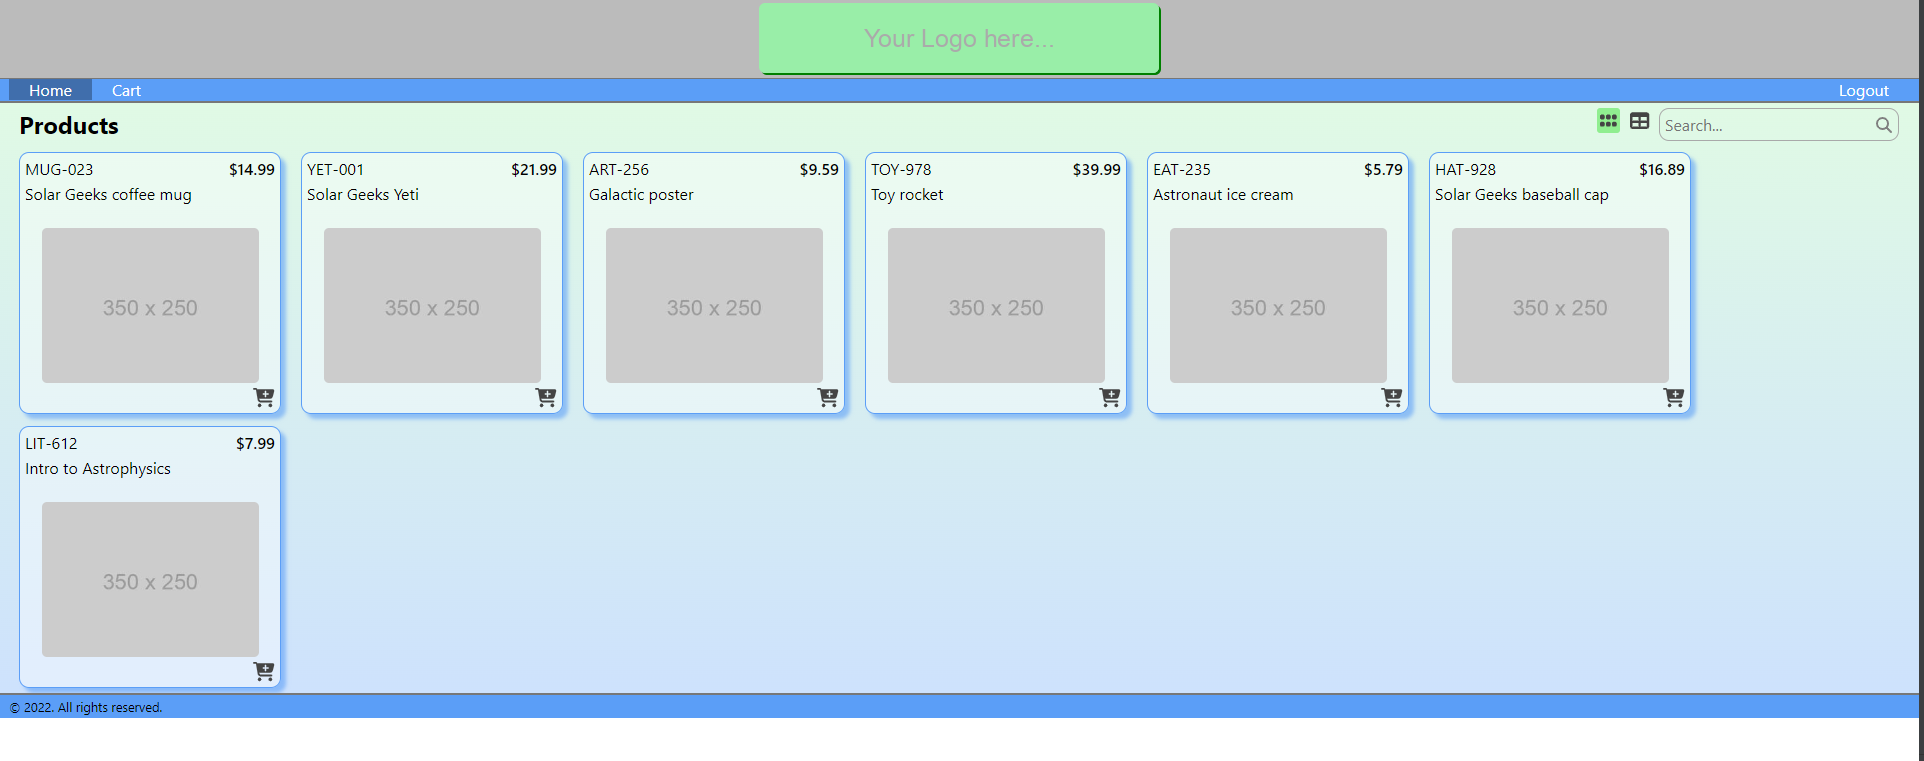 Your Logo here...
Home Cart Logout
Products Search...
MUG-023 $14.99
Solar Geeks coffee mug
350 x 250
YET-001 $21.99
Solar Geeks Yeti
350 x 250
ART-256 $9.59
Galactic poster
350 x 250
TOY-978 $39.99
Toy rocket
350 x 250
EAT-235 $5.79
Astronaut ice cream
350 x 250
HAT-928 $16.89
Solar Geeks baseball cap
350 x 250
LIT-612 $7.99
Intro to Astrophysics
350 x 250
© 2022. All rights reserved.